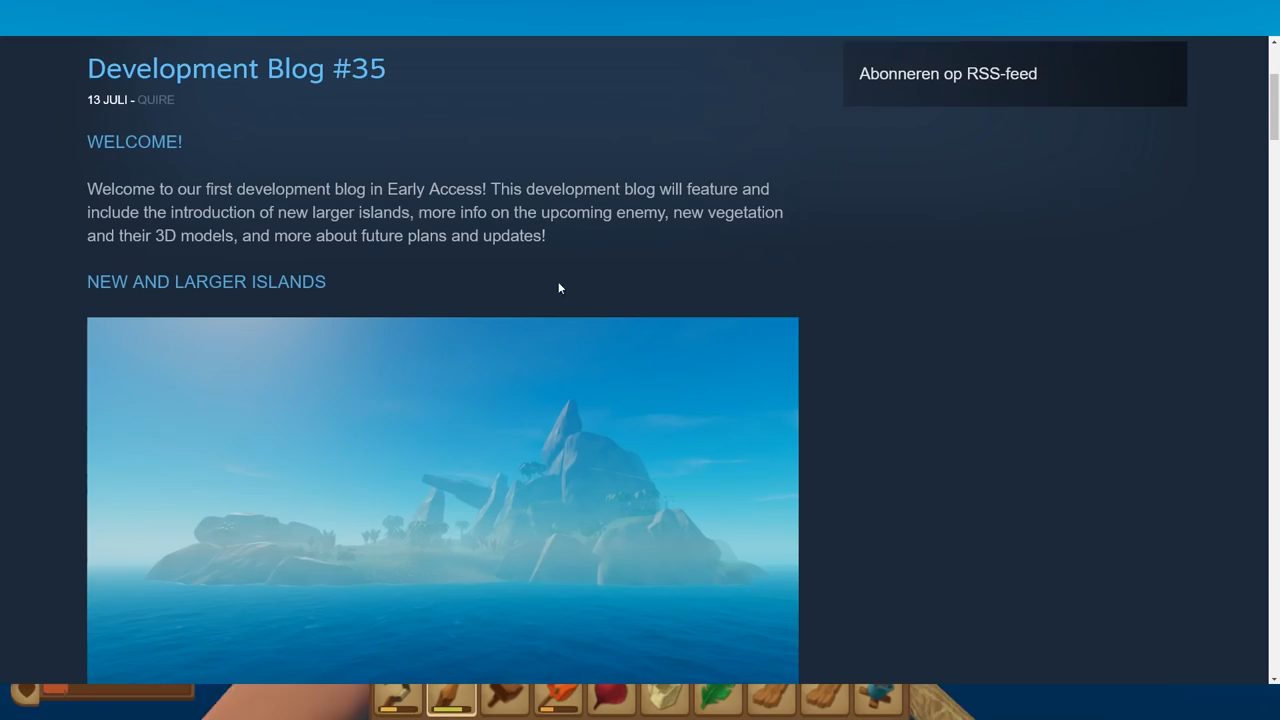 Development Blog #35
Abonneren op RSS-feed
13 JULI - QUIRE
WELCOME!
Welcome to our first development blog in Early Access! This development blog will feature and
include the introduction of new larger islands, more info on the upcoming enemy, new vegetation
and their 3D models, and more about future plans and updates!
NEW AND LARGER ISLANDS